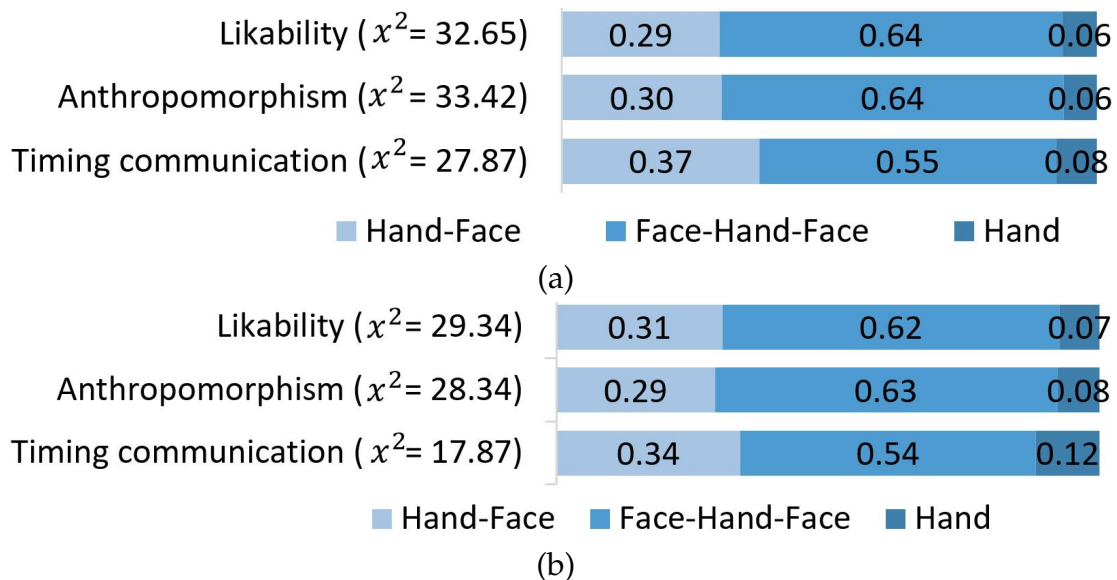 Likability (x²= 32.65) 0.29 0.64 0.06
Anthropomorphism (x²= 33.42) 0.30 0.64 0.06
Timing communication (x²= 27.87) 0.37 0.55 0.08
Hand-Face Face-Hand-Face Hand
(a)
Likability (x²= 29.34) 0.31 0.62 0.07
Anthropomorphism (x²= 28.34) 0.29 0.63 0.08
Timing communication ( x²= 17.87) 0.34 0.54 0.12
Hand-Face Face-Hand-Face Hand
(b)